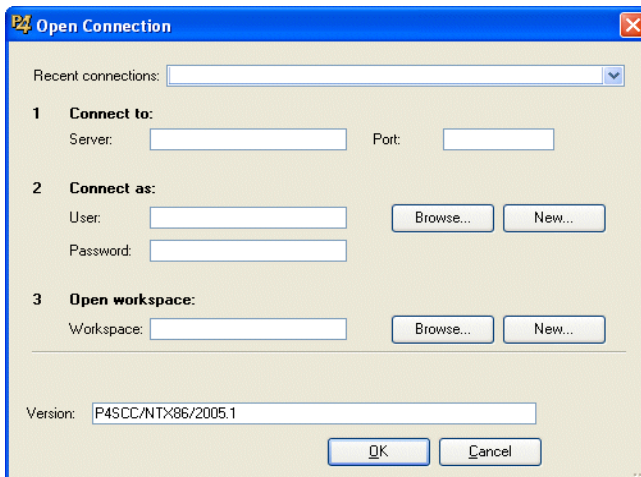 P4 Open Connection
Recent connections:
1 Connect to:
Server: Port:
2 Connect as:
User: Browse... New...
Password:
3 Open workspace:
Workspace: Browse... New...
Version: P4SCC/NTX86/2005.1
OK Cancel